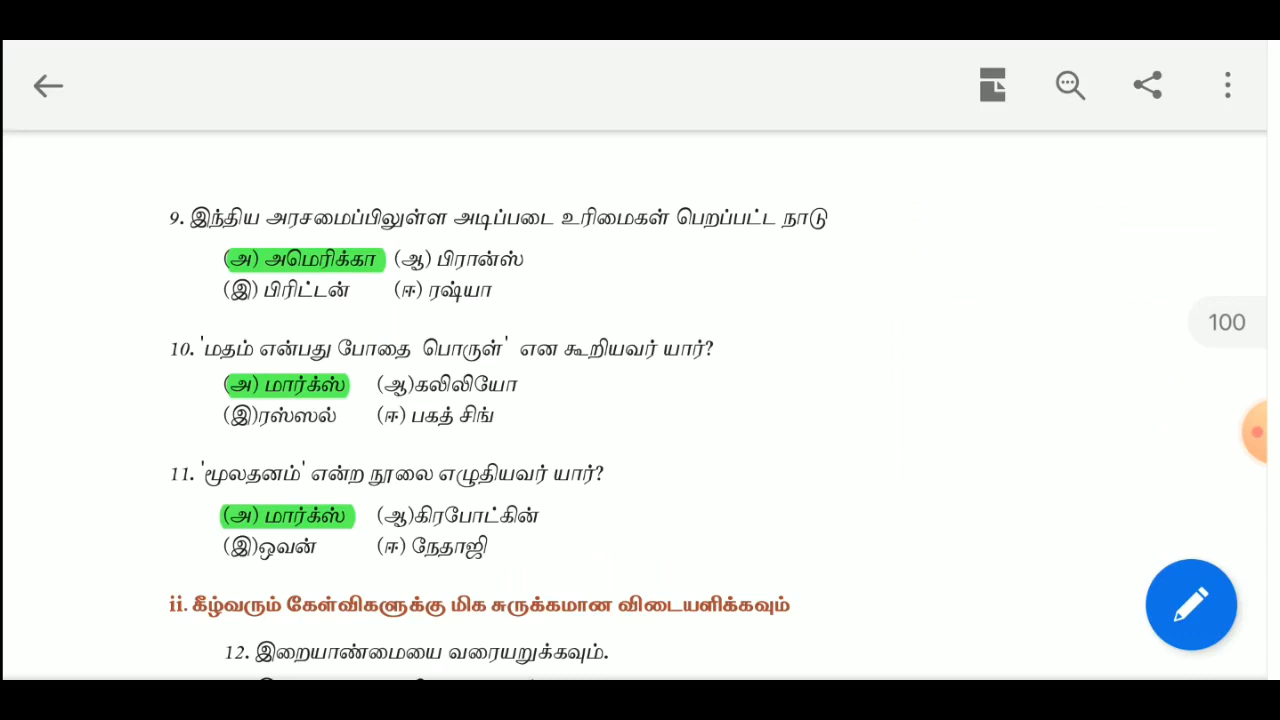 9. இந்திய அரசமைப்பிலுள்ள அடிப்படை உரிமைகள் பெறப்பட்ட நாடு
(அ) அமெரிக்கா (ஆ) பிரான்ஸ்
(இ) பிரிட்டன் (ஈ) ரஷ்யா
100
10. 'மதம் என்பது போதை பொருள்' என கூறியவர் யார்?
(அ) மார்க்ஸ் (ஆ)கலிலியோ
(இ)ரஸ்ஸல் (ஈ) பகத் சிங்
11. 'மூலதனம்' என்ற நூலை எழுதியவர் யார்?
(அ) மார்க்ஸ் (ஆ)கிரபோட்கின்
(இ)ஒவன் (ஈ) நேதாஜி
ii. கீழ்வரும் கேள்விகளுக்கு மிக சுருக்கமான விடையளிக்கவும்
12. இறையாண்மையை வரையறுக்கவும்.